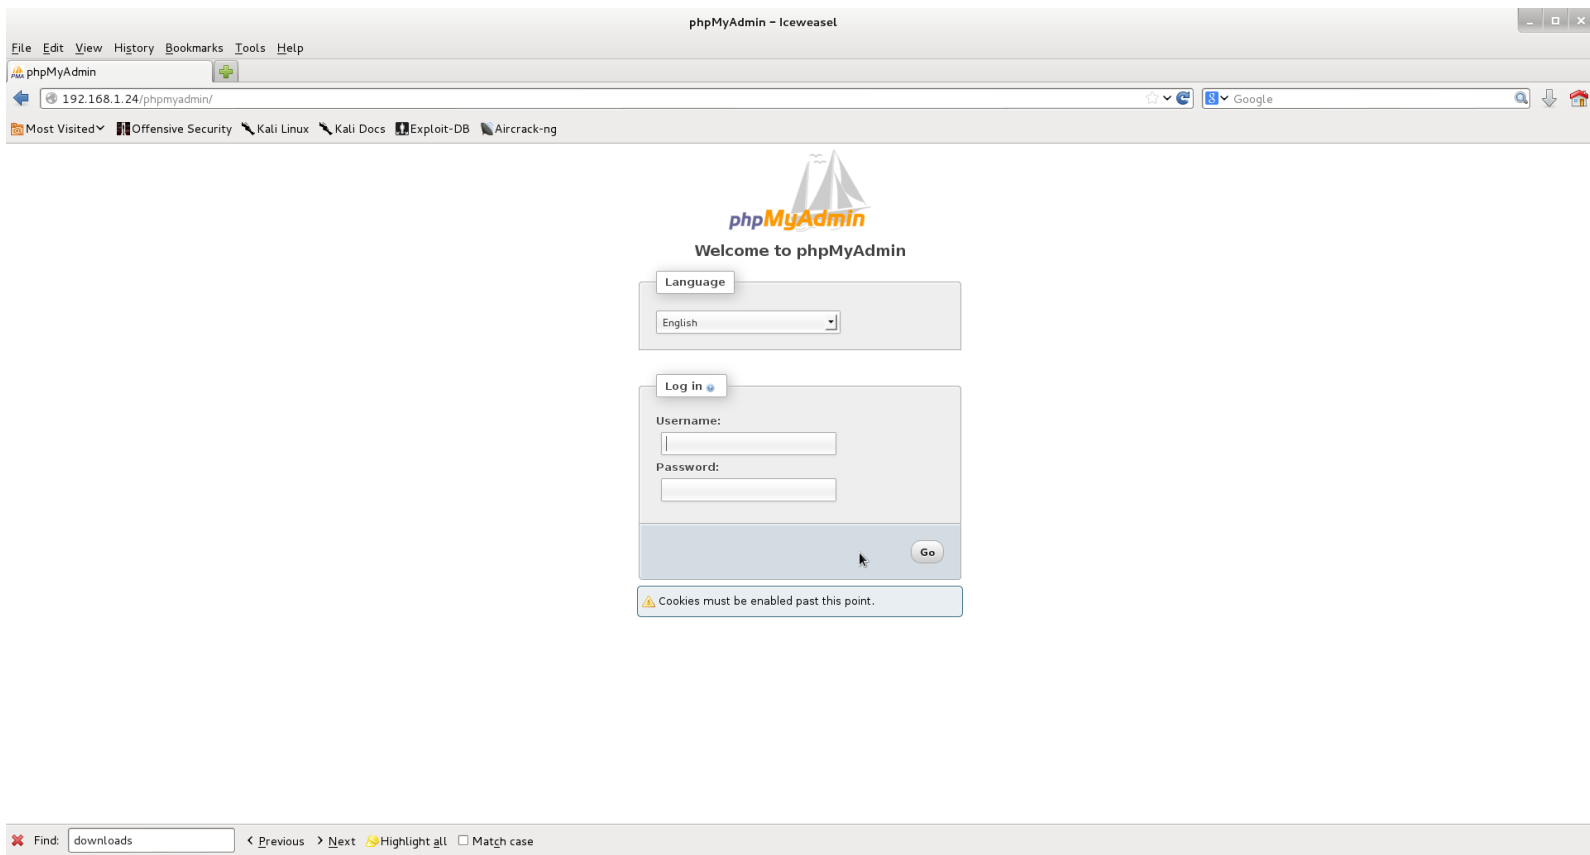 phpMyAdmin - Iceweasel
File Edit View History Bookmarks Tools Help
PMA phpMyAdmin
192.168.1.24/phpmyadmin/
8 Google
Most Visited Offensive Security Kali Linux Kali Docs Exploit-DB Aircrack-ng
phpMyAdmin
Welcome to phpMyAdmin
Language
English
Log in
Username:
Password:
Go
Cookies must be enabled past this point.
Find: downloads < Previous > Next Highlight all Match case